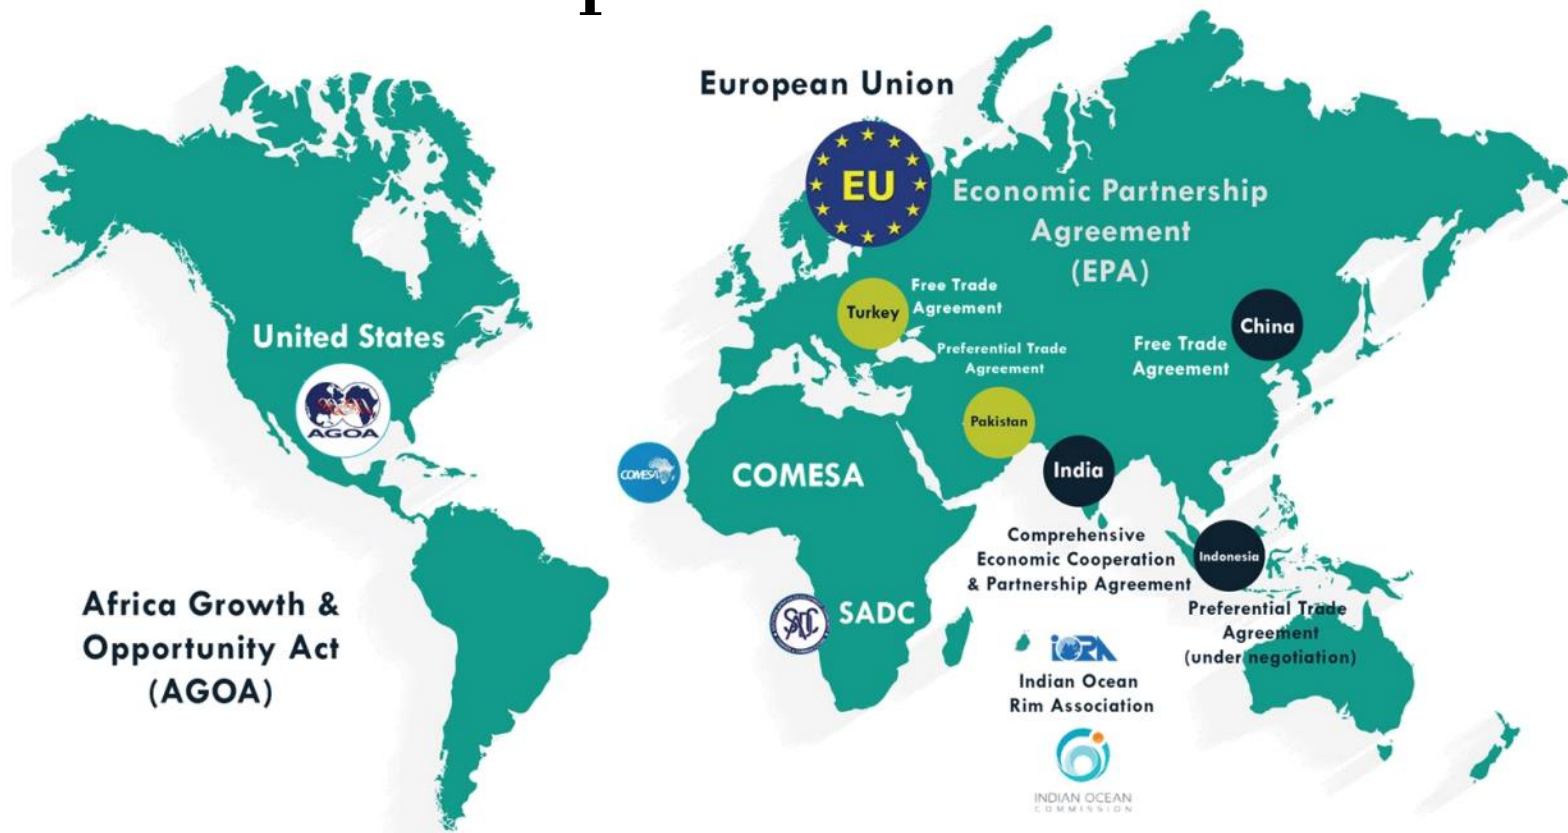 European Union
EU
Economic Partnership
Agreement
(EPA)
Turkey
Free Trade
Agreement
Preferential Trade
Agreement
Pakistan
China
Free Trade
Agreement
United States
AGOA
COMESA
COMESA
India
Comprehensive
Economic Cooperation
& Partnership Agreement
Indonesia
Preferential Trade
Agreement
(under negotiation)
Africa Growth &
Opportunity Act
(AGOA)
SADC
SADC
iORA
Indian Ocean
Rim Association
INDIAN OCEAN
COMMISSION